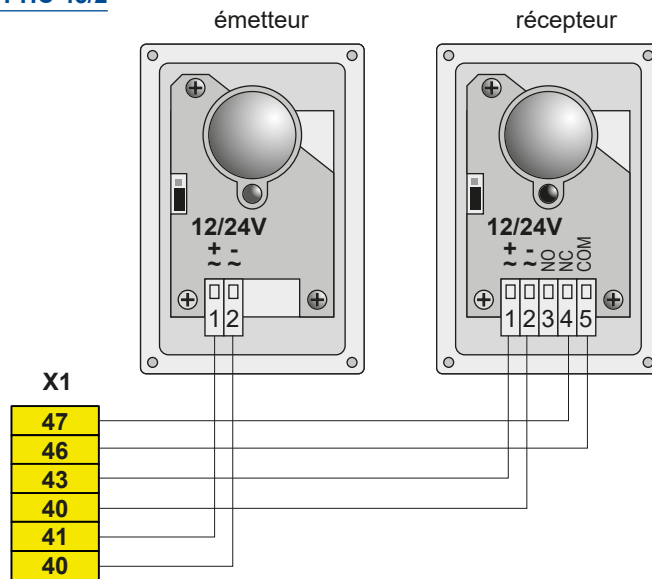 émetteur
récepteur
12/24V
+ -
~ ~
1 2
12/24V
+ -
~ ~ NO NC COM
1 2 3 4 5
X1
47
46
43
40
41
40